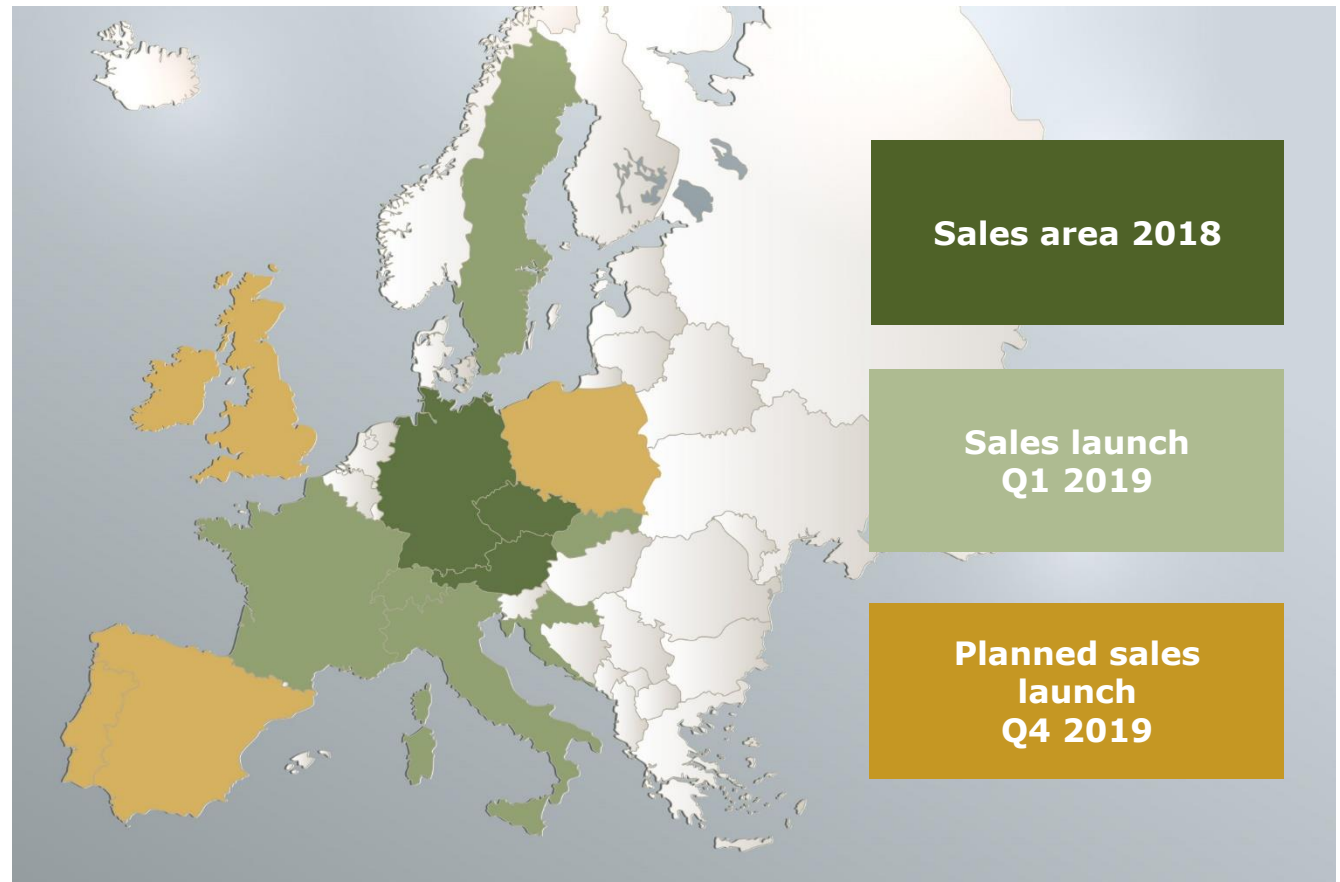 Sales area 2018
Sales launch
Q1 2019
Planned sales
launch
Q4 2019